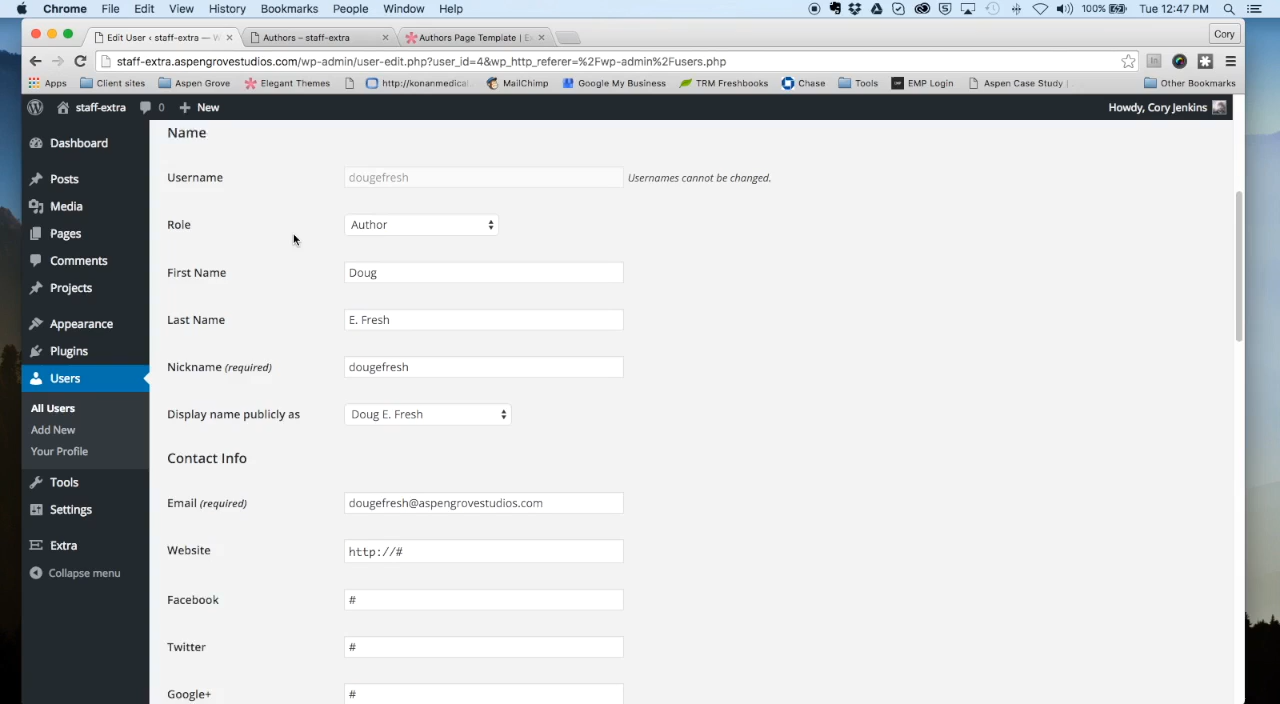 Chrome File Edit View History Bookmarks People Window Help 100% Tue 12:47 PM
Edit User ‹ staff-extra — W Authors – staff-extra Authors Page Template | Ex Cory
staff-extra.aspengrovestudios.com/wp-admin/user-edit.php?user_id=4&wp_http_referer=%2Fwp-admin%2Fusers.php
Apps Client sites Aspen Grove Elegant Themes http://konanmedical. MailChimp Google My Business TRM Freshbooks Chase Tools EMP Login Aspen Case Study | Other Bookmarks
staff-extra 0 + New Howdy, Cory Jenkins
Dashboard
Posts
Media
Pages
Comments
Projects
Appearance
Plugins
Users
All Users
Add New
Your Profile
Tools
Settings
Extra
Collapse menu
Name
Username dougefresh Usernames cannot be changed.
Role Author
First Name Doug
Last Name E. Fresh
Nickname (required) dougefresh
Display name publicly as Doug E. Fresh
Contact Info
Email (required) dougefresh@aspengrovestudios.com
Website http://#
Facebook #
Twitter #
Google+ #